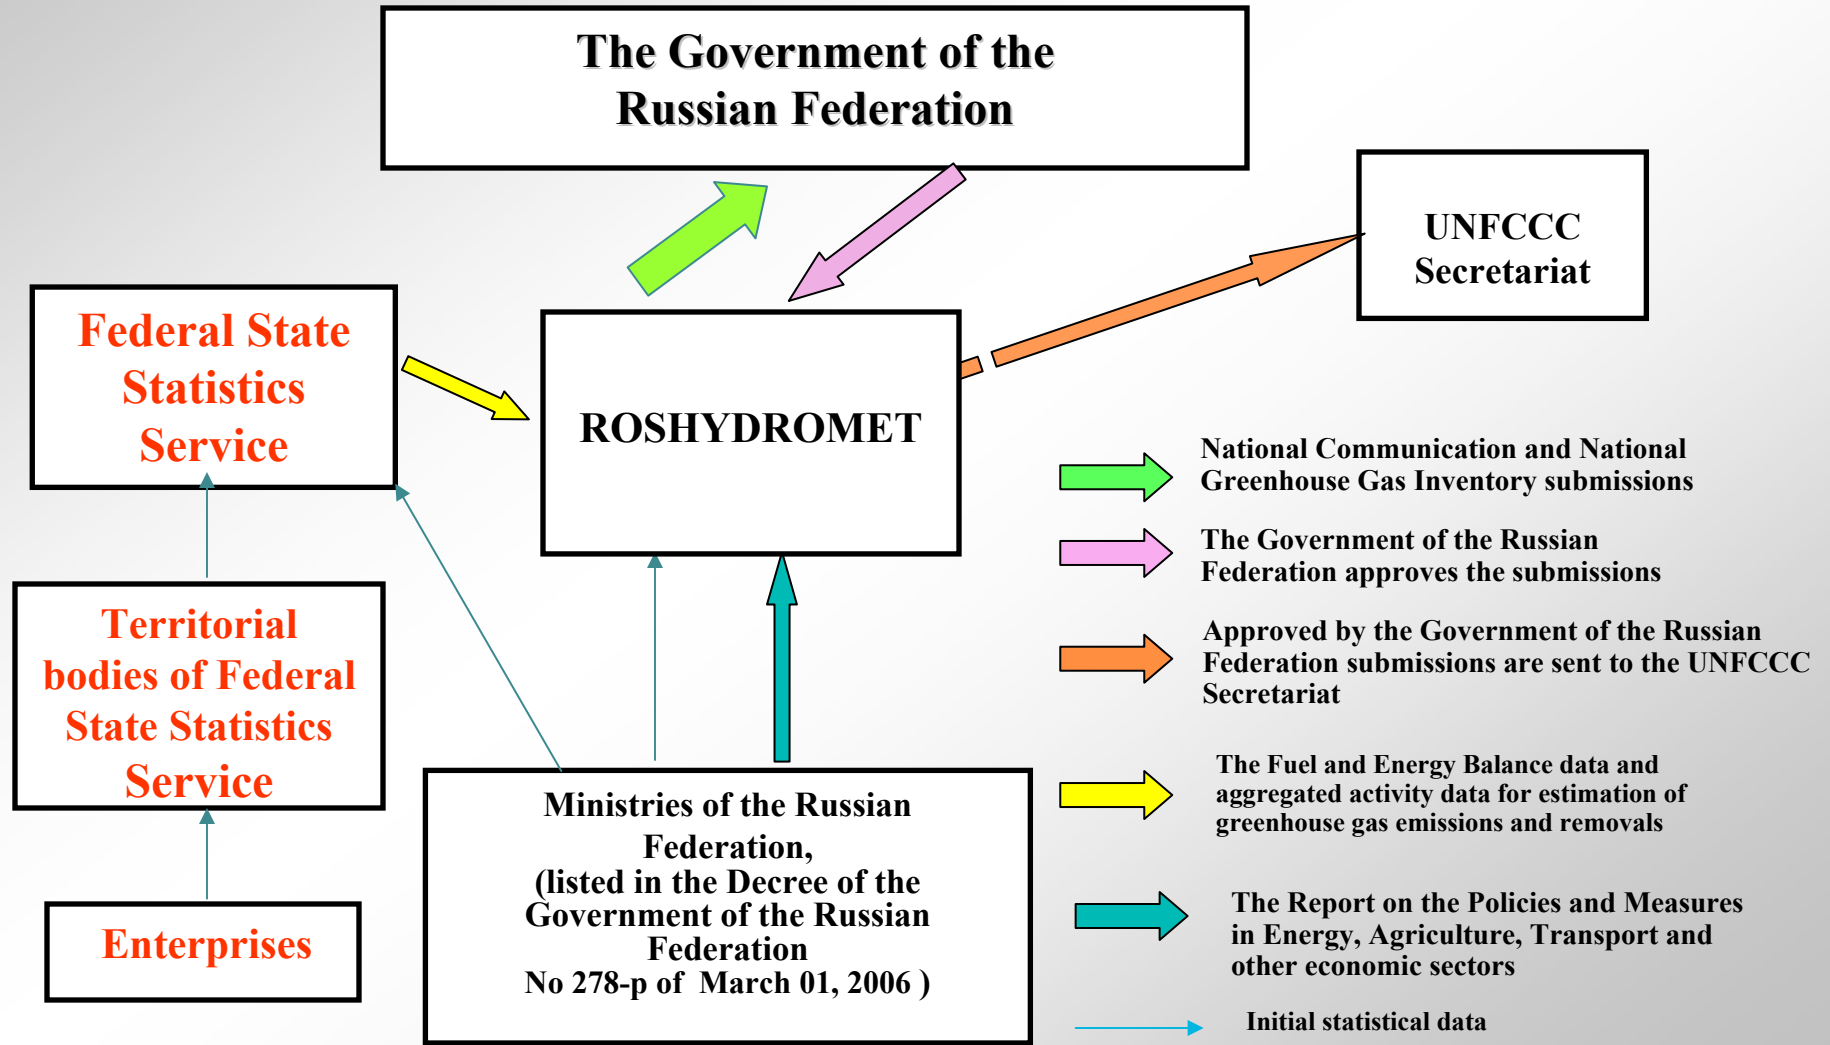 The Government of the
Russian Federation
UNFCCC
Secretariat
Federal State
Statistics
Service
ROSHYDROMET
Territorial
bodies of Federal
State Statistics
Service
Enterprises
Ministries of the Russian
Federation,
(listed in the Decree of the
Government of the Russian
Federation
No 278-p of March 01, 2006 )
National Communication and National
Greenhouse Gas Inventory submissions
The Government of the Russian
Federation approves the submissions
Approved by the Government of the Russian
Federation submissions are sent to the UNFCCC
Secretariat
The Fuel and Energy Balance data and
aggregated activity data for estimation of
greenhouse gas emissions and removals
The Report on the Policies and Measures
in Energy, Agriculture, Transport and
other economic sectors
Initial statistical data